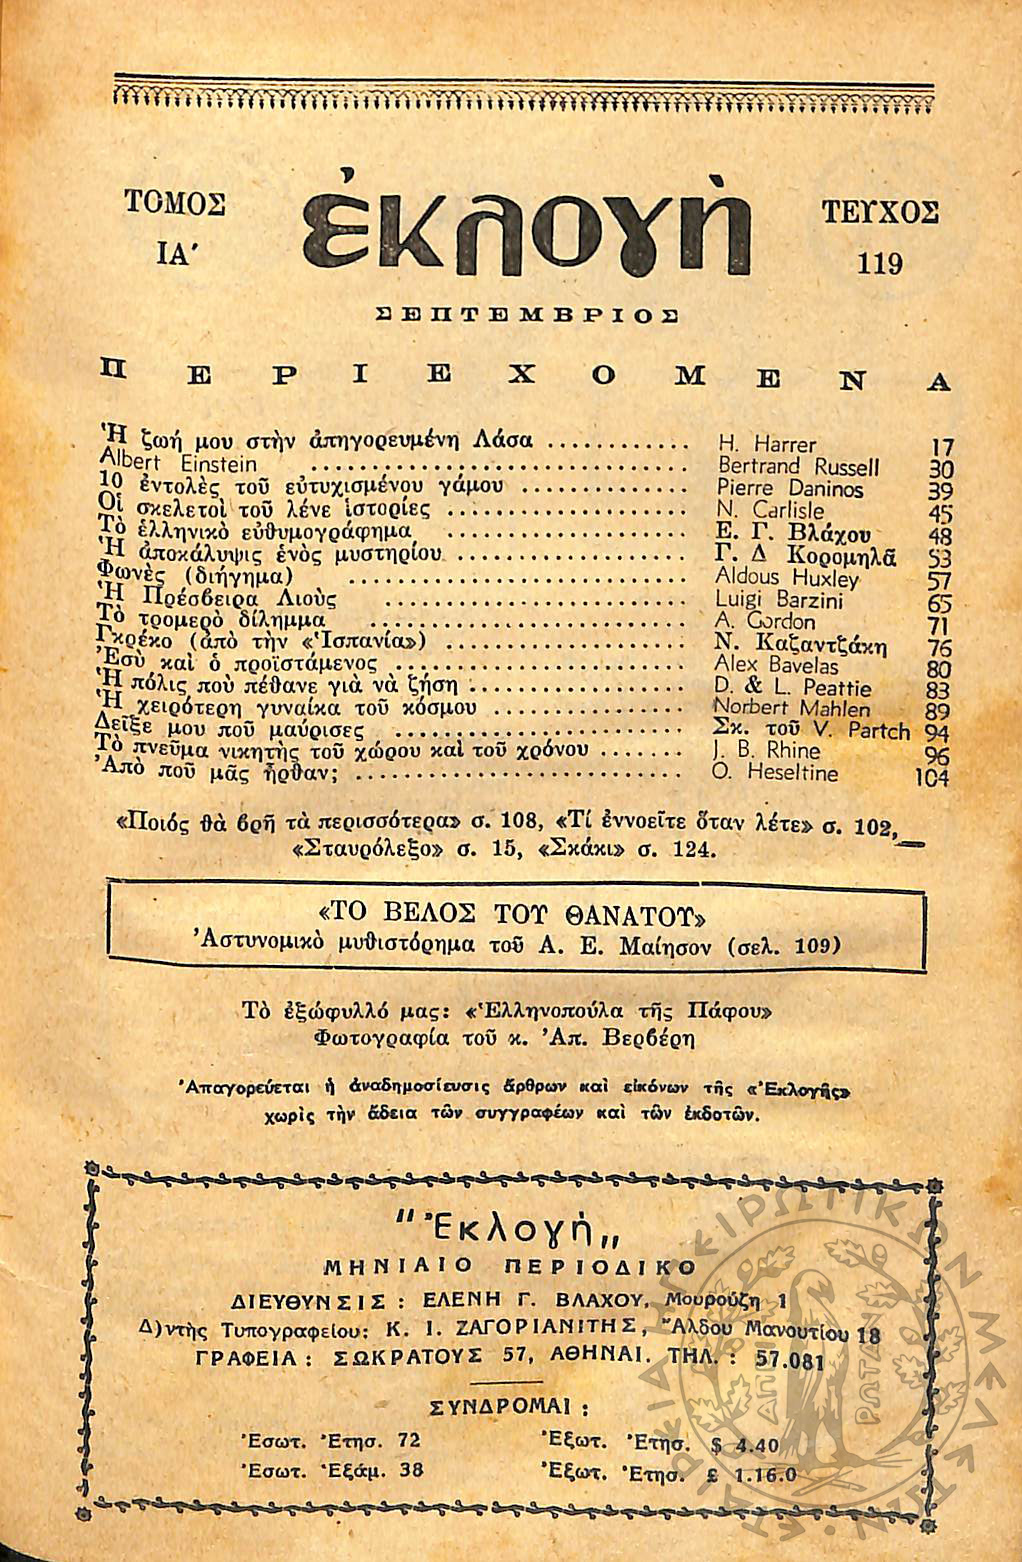 ΤΟΜΟΣ
ΙΑ΄
ἐκλογὴ
ΤΕΥΧΟΣ
119
ΣΕΠΤΕΜΒΡΙΟΣ
ΠΕΡΙΕΧΟΜΕΝΑ
Ἡ ζωή μου στὴν ἀπηγορευμένη Λάσα ............ H. Harrer 17
Albert Einstein ................................ Bertrand Russell 30
10 ἐντολὲς τοῦ εὐτυχισμένου γάμου .............. Pierre Daninos 39
Οἱ σκελετοὶ τοῦ λένε ἱστορίες .................... N. Carlisle 45
Τὸ ἑλληνικὸ εὐθυμογράφημα .................... Ε. Γ. Βλάχου 48
Ἡ ἀποκάλυψις ἑνὸς μυστηρίου ................... Γ. Δ Κορομηλᾶ 53
Φωνὲς (διήγημα) ............................. Aldous Huxley 57
Ἡ Πρέσβειρα Λιοὺς .......................... Luigi Barzini 65
Τὸ τρομερὸ δίλημμα ........................... A. Gordon 71
Γκρέκο (ἀπὸ τὴν «Ἱσπανία») .................... Ν. Καζαντζάκη 76
Ἐσὺ καὶ ὁ προϊστάμενος ........................ Alex Bavelas 80
Ἡ πόλις ποὺ πέθανε γιὰ νὰ ζήση .................. D. & L. Peattie 83
Ἡ χειρότερη γυναίκα τοῦ κόσμου ................ Norbert Mahlen 89
Δεῖξε μου ποῦ μαύρισες ........................ Σκ. τοῦ V. Partch 94
Τὸ πνεῦμα νικητὴς τοῦ χώρου καὶ τοῦ χρόνου ....... J. B. Rhine 96
Ἀπὸ ποῦ μᾶς ἦρθαν; ............................ O. Heseltine 104
«Ποιός θὰ βρῆ τὰ περισσότερα» σ. 108, «Τί ἐννοεῖτε ὅταν λέτε» σ. 102,
«Σταυρόλεξο» σ. 15, «Σκάκι» σ. 124.
«ΤΟ ΒΕΛΟΣ ΤΟΥ ΘΑΝΑΤΟΥ»
Ἀστυνομικὸ μυθιστόρημα τοῦ Α. Ε. Μαίησον (σελ. 109)
Τὸ ἐξώφυλλό μας: «Ἑλληνοπούλα τῆς Πάφου»
Φωτογραφία τοῦ κ. Ἀπ. Βερβέρη
Ἀπαγορεύεται ἡ ἀναδημοσίευσις ἄρθρων καὶ εἰκόνων τῆς «Ἐκλογῆς»
χωρὶς τὴν ἄδεια τῶν συγγραφέων καὶ τῶν ἐκδοτῶν.
"Ἐκλογὴ„
ΜΗΝΙΑΙΟ ΠΕΡΙΟΔΙΚΟ
ΔΙΕΥΘΥΝΣΙΣ : ΕΛΕΝΗ Γ. ΒΛΑΧΟΥ, Μουρούζη 1
Δ)ντὴς Τυπογραφείου: Κ. Ι. ΖΑΓΟΡΙΑΝΙΤΗΣ, Ἄλδου Μανουτίου 18
ΓΡΑΦΕΙΑ : ΣΩΚΡΑΤΟΥΣ 57, ΑΘΗΝΑΙ. ΤΗΛ. : 57.081
ΣΥΝΔΡΟΜΑΙ :
Ἐσωτ. Ἐτησ. 72 Ἐξωτ. Ἐτησ. $ 4.40
Ἐσωτ. Ἑξάμ. 38 Ἐξωτ. Ἐτησ. £ 1.16.0
ΕΤΑΙΡΕΙΑ ΗΠΕΙΡΩΤΙΚΩΝ ΜΕΛΕΤΩΝ
ΑΠΕΙ ΡΩΤΑΝ